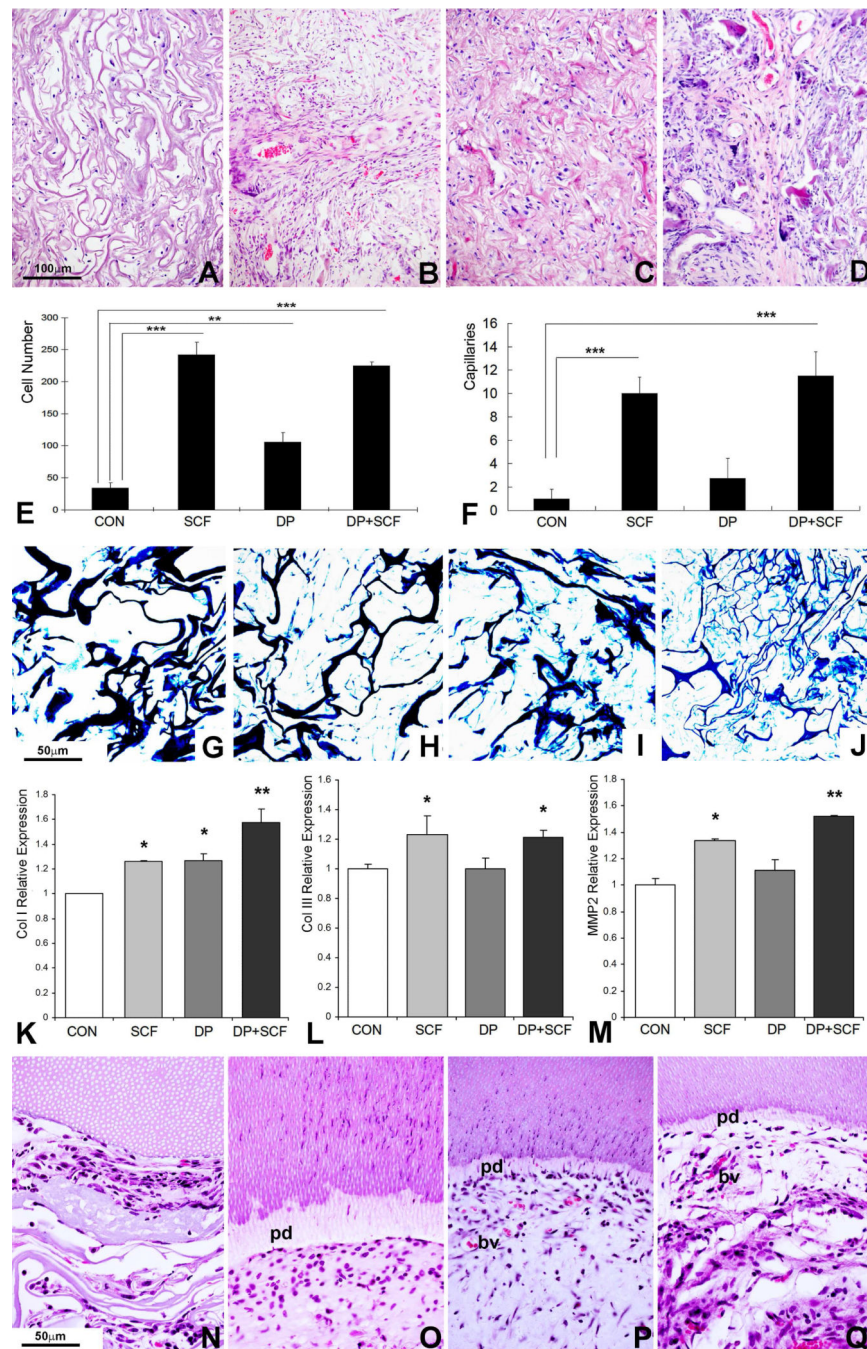 100µm
A
B
C
D
***
**
***
Cell Number
300
250
200
150
100
50
0
E
CON
SCF
DP
DP+SCF
***
***
Capillaries
16
14
12
10
8
6
4
2
0
F
CON
SCF
DP
DP+SCF
50µm
G
H
I
J
Col I Relative Expression
1.8
1.6
1.4
1.2
1
0.8
0.6
0.4
0.2
0
*
*
**
K
CON
SCF
DP
DP+SCF
Col III Relative Expression
1.6
1.4
1.2
1
0.8
0.6
0.4
0.2
0
*
*
L
CON
SCF
DP
DP+SCF
MMP2 Relative Expression
1.8
1.6
1.4
1.2
1
0.8
0.6
0.4
0.2
0
*
**
M
CON
SCF
DP
DP+SCF
50µm
N
pd
O
pd
bv
P
pd
bv
Q